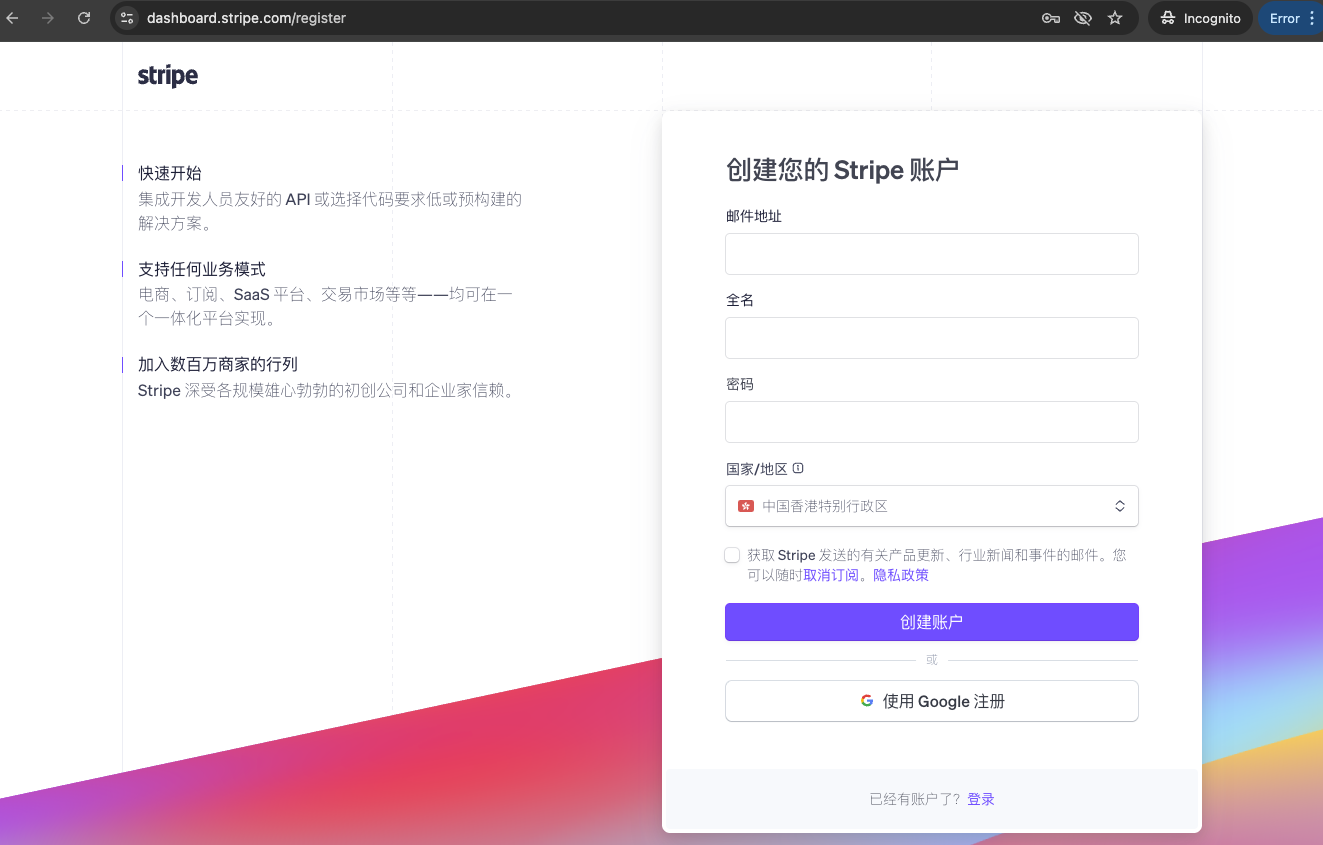 dashboard.stripe.com/register
Incognito
Error
stripe
快速开始
集成开发人员友好的 API 或选择代码要求低或预构建的
解决方案。
支持任何业务模式
电商、订阅、SaaS 平台、交易市场等等——均可在一
个一体化平台实现。
加入数百万商家的行列
Stripe 深受各规模雄心勃勃的初创公司和企业家信赖。
创建您的 Stripe 账户
邮件地址
全名
密码
国家/地区
中国香港特别行政区
获取 Stripe 发送的有关产品更新、行业新闻和事件的邮件。您
可以随时取消订阅。隐私政策
创建账户
或
使用 Google 注册
已经有账户了？登录